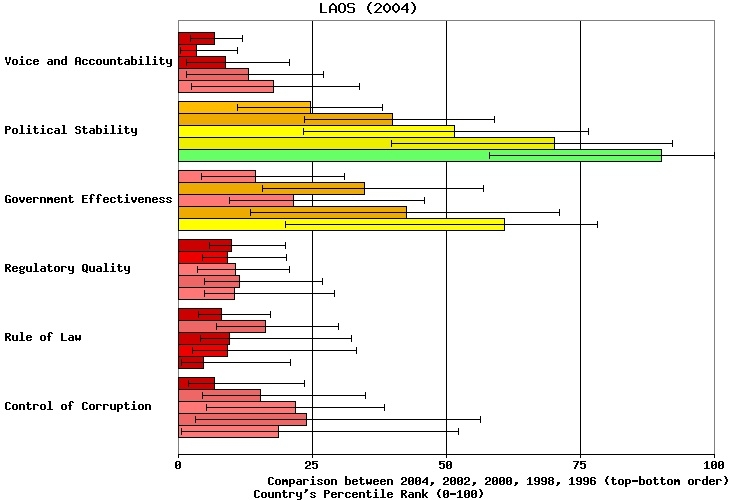 LAOS (2004)
Voice and Accountability
Political Stability
Government Effectiveness
Regulatory Quality
Rule of Law
Control of Corruption
0 25 50 75 100
Comparison between 2004, 2002, 2000, 1998, 1996 (top-bottom order)
Country's Percentile Rank (0-100)